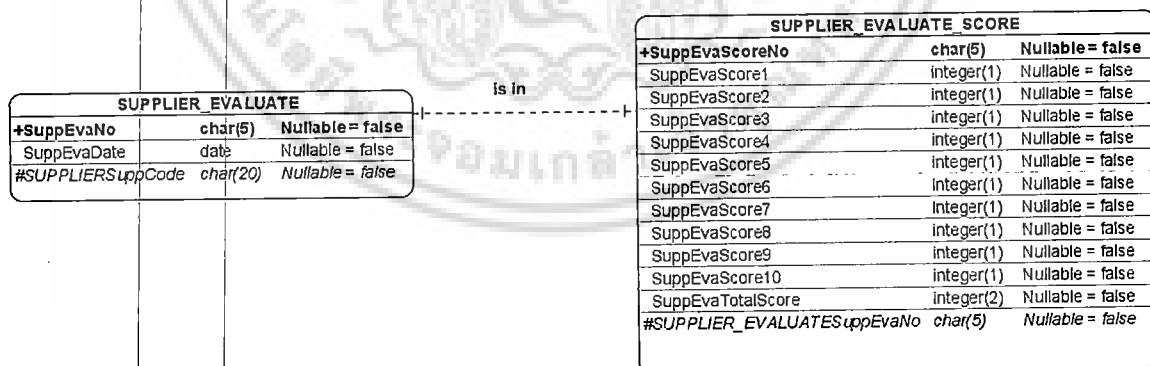 SUPPLIER_EVALUATE
+SuppEvaNo char(5) Nullable = false
SuppEvaDate date Nullable = false
#SUPPLIERSuppCode char(20) Nullable = false
is in
SUPPLIER_EVALUATE_SCORE
+SuppEvaScoreNo char(5) Nullable = false
SuppEvaScore1 integer(1) Nullable = false
SuppEvaScore2 integer(1) Nullable = false
SuppEvaScore3 integer(1) Nullable = false
SuppEvaScore4 integer(1) Nullable = false
SuppEvaScore5 integer(1) Nullable = false
SuppEvaScore6 integer(1) Nullable = false
SuppEvaScore7 integer(1) Nullable = false
SuppEvaScore8 integer(1) Nullable = false
SuppEvaScore9 integer(1) Nullable = false
SuppEvaScore10 integer(1) Nullable = false
SuppEvaTotalScore integer(2) Nullable = false
#SUPPLIER_EVALUATESuppEvaNo char(5) Nullable = false